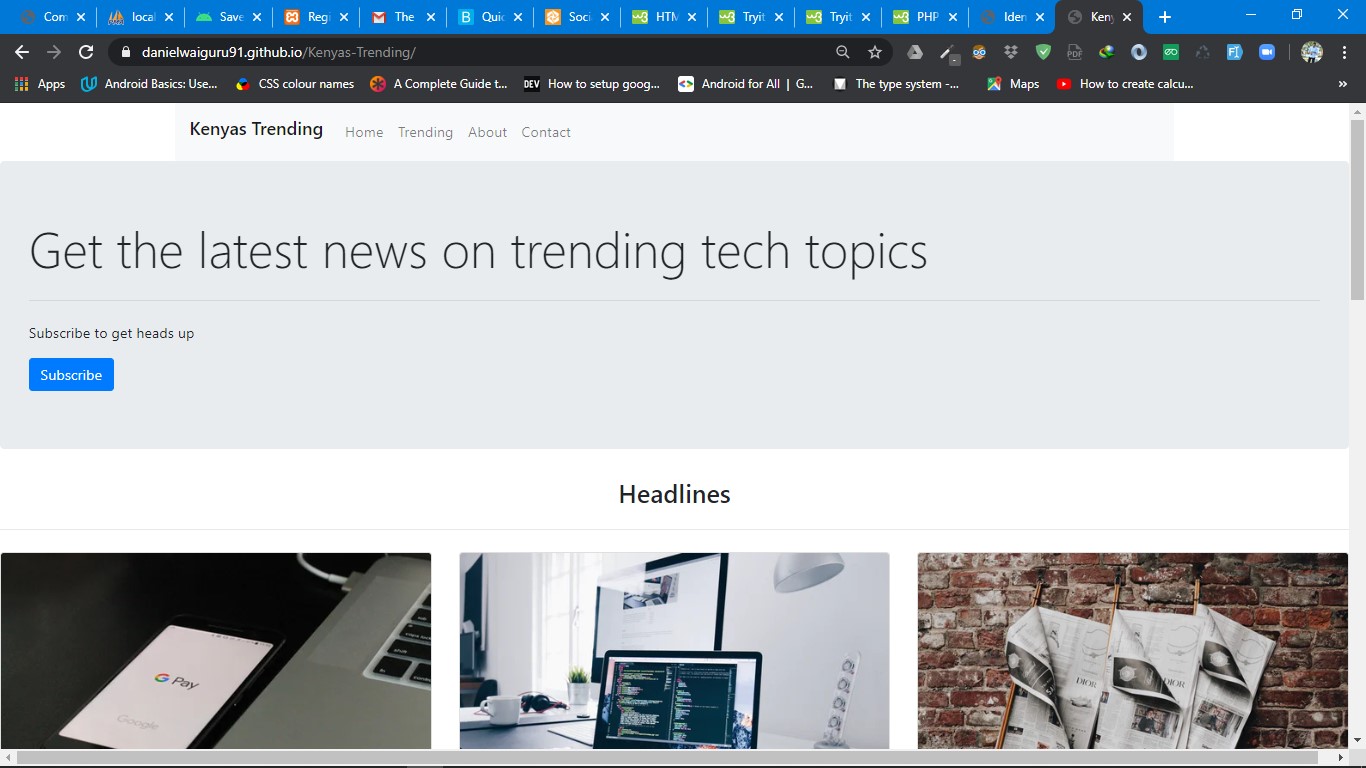 Com
local
Save
Regi
The
Quic
Soci
HTM
Tryit
Tryit
PHP
Iden
Keny
danielwaiguru91.github.io/Kenyas-Trending/
Apps
Android Basics: Use...
CSS colour names
A Complete Guide t...
DEV
How to setup goog...
Android for All | G...
The type system -...
Maps
How to create calcu...
»
Kenyas Trending Home Trending About Contact
Get the latest news on trending tech topics
Subscribe to get heads up
Subscribe
Headlines
G Pay
Google
DIOR
DIOR